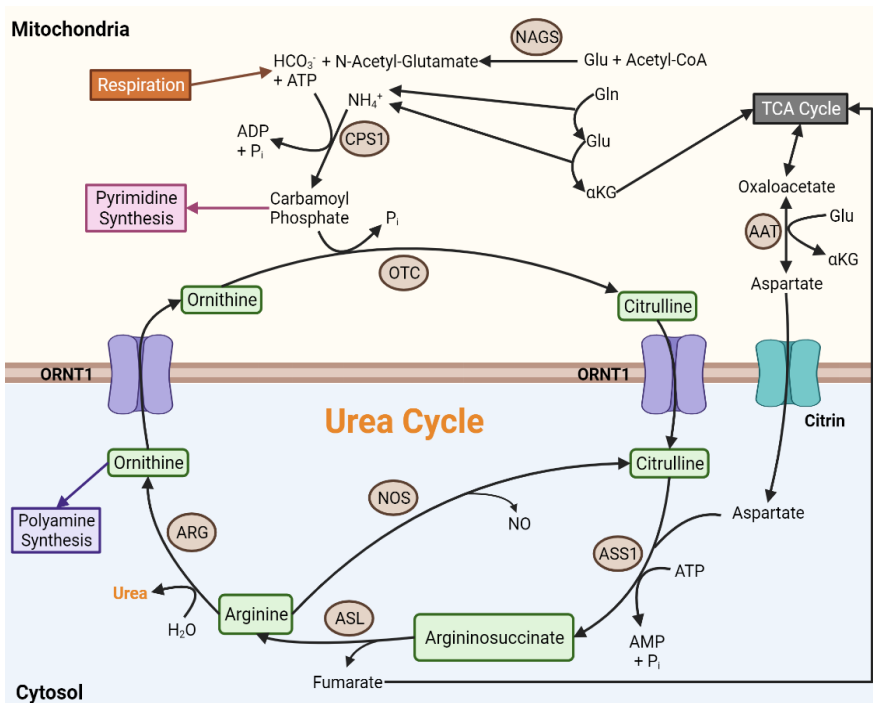 Mitochondria
NAGS
HCO₃⁻ + N-Acetyl-Glutamate
+ ATP
Glu + Acetyl-CoA
Respiration
NH₄⁺
Gln
TCA Cycle
ADP
+ Pᵢ
CPS1
Glu
Oxaloacetate
αKG
Pyrimidine
Synthesis
Carbamoyl
Phosphate
Pᵢ
Glu
AAT
αKG
OTC
Aspartate
Ornithine
Citrulline
ORNT1
ORNT1
Citrin
Urea Cycle
Ornithine
Citrulline
NOS
NO
Aspartate
Polyamine
Synthesis
ARG
ASS1
ATP
Urea
H₂O
Arginine
ASL
Argininosuccinate
AMP
+ Pᵢ
Fumarate
Cytosol